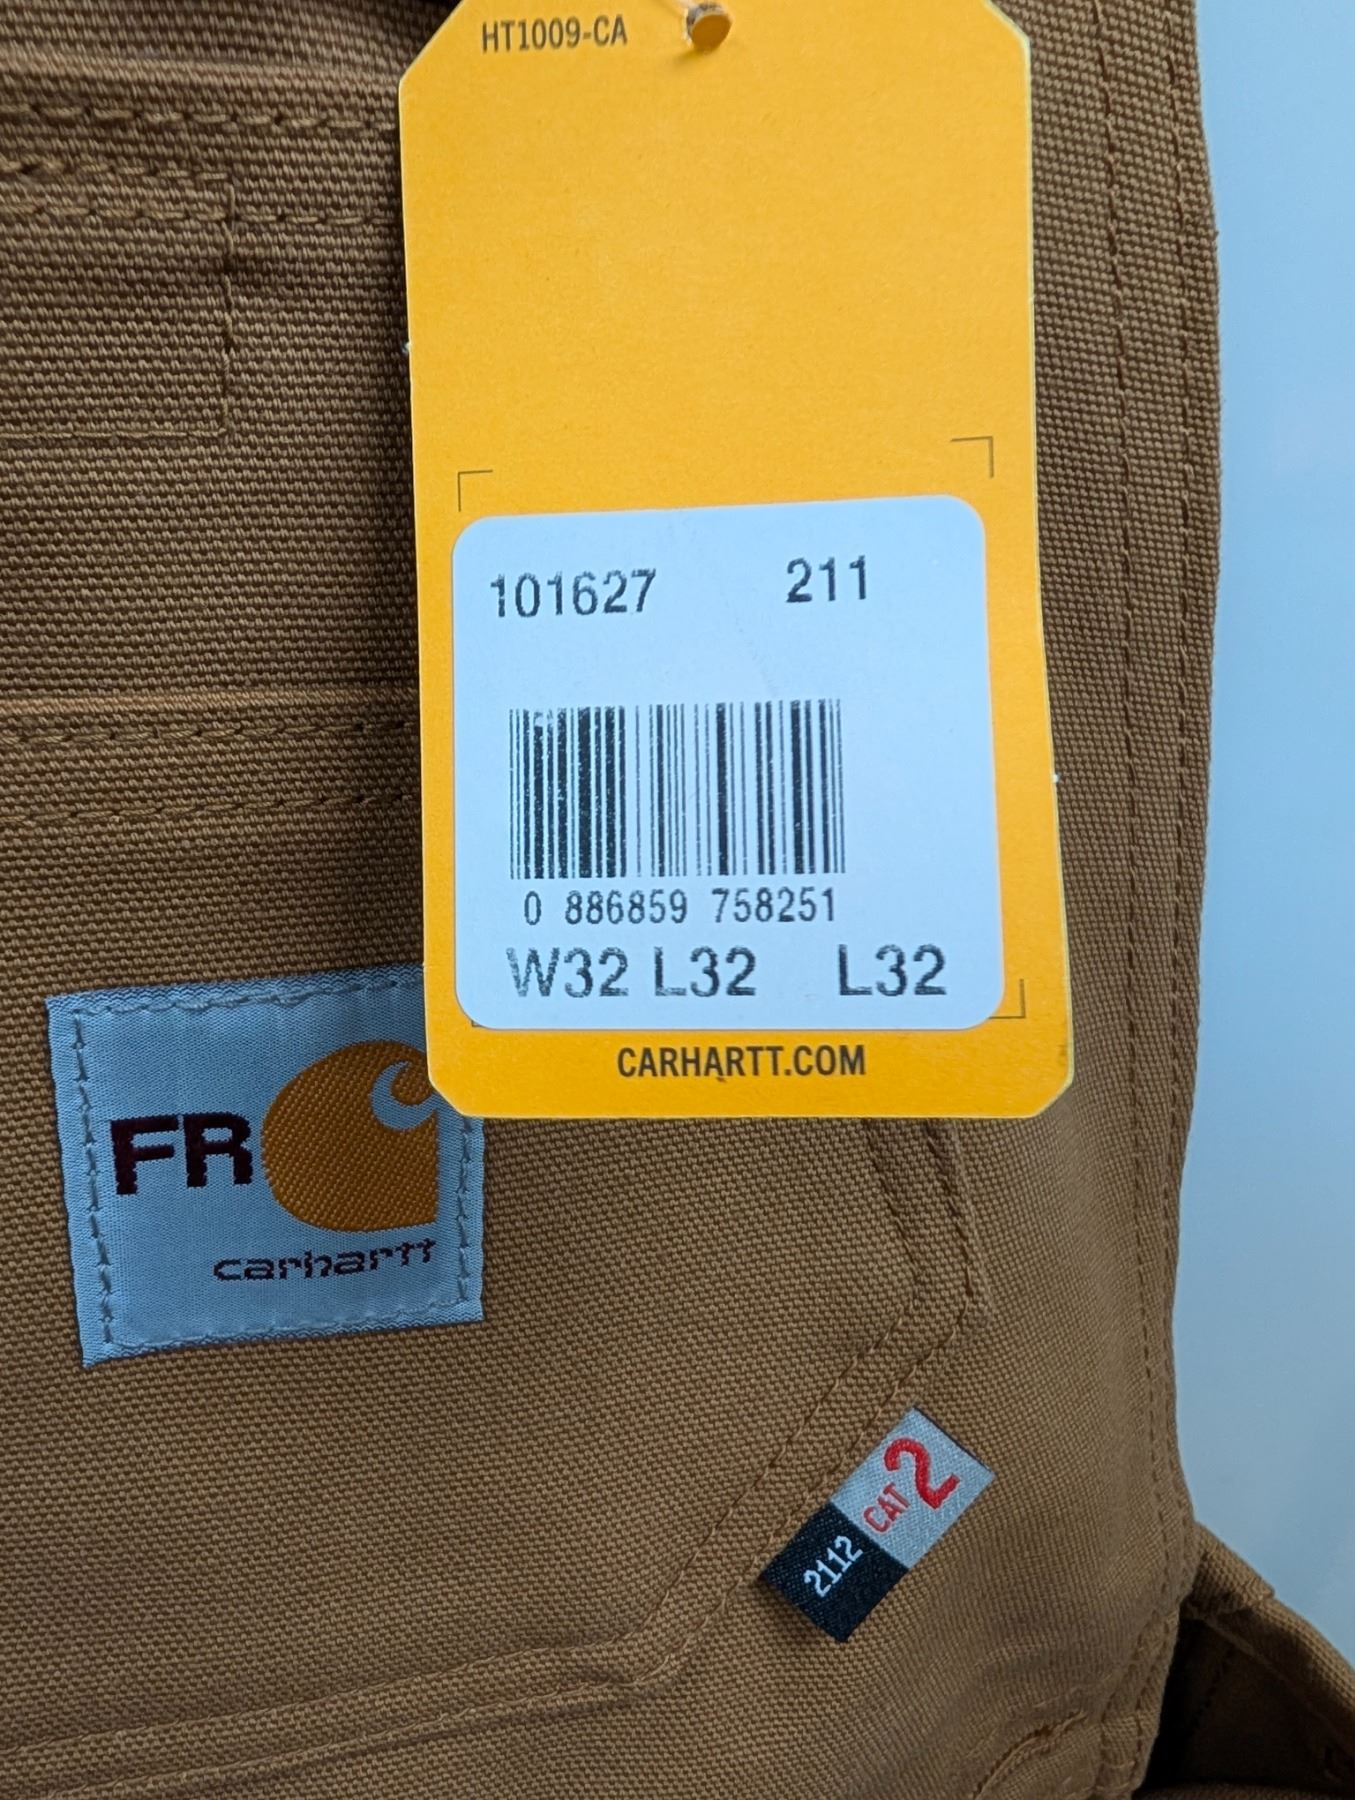 HT1009-CA
101627 211
0 886859 758251
W32 L32 L32
CARHARTT.COM
FR
carhartt
CAT 2
2112